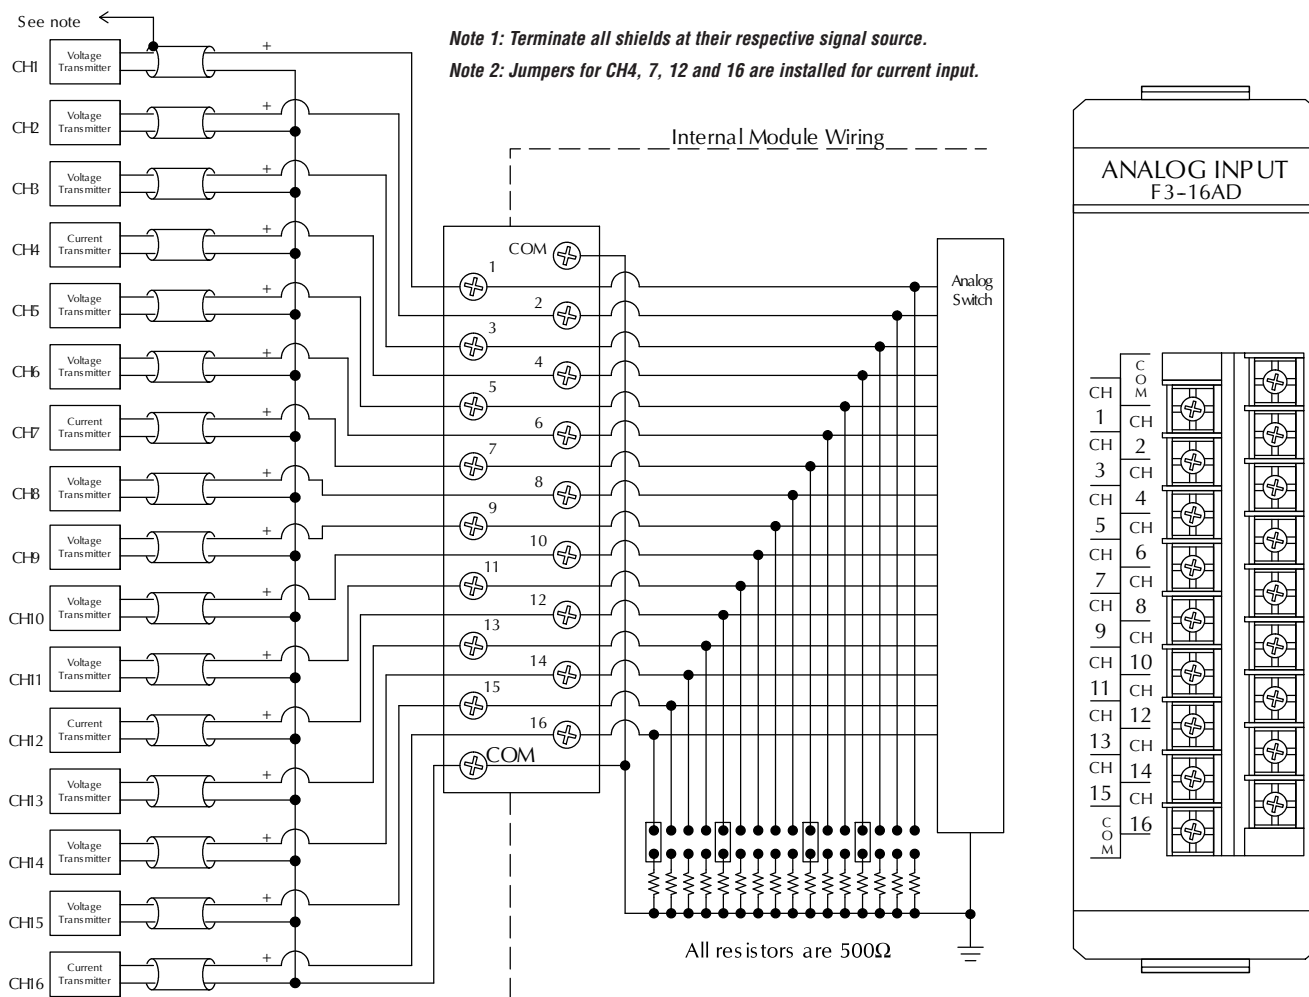 See note
Note 1: Terminate all shields at their respective signal source.
Note 2: Jumpers for CH4, 7, 12 and 16 are installed for current input.
CH1
Voltage
Transmitter
+
CH2
Voltage
Transmitter
+
CH3
Voltage
Transmitter
+
CH4
Current
Transmitter
+
CH5
Voltage
Transmitter
+
CH6
Voltage
Transmitter
+
CH7
Current
Transmitter
+
CH8
Voltage
Transmitter
+
CH9
Voltage
Transmitter
+
CH10
Voltage
Transmitter
+
CH11
Voltage
Transmitter
+
CH12
Current
Transmitter
+
CH13
Voltage
Transmitter
+
CH14
Voltage
Transmitter
+
CH15
Voltage
Transmitter
+
CH16
Current
Transmitter
+
Internal Module Wiring
COM
1
2
3
4
5
6
7
8
9
10
11
12
13
14
15
16
COM
Analog
Switch
All resistors are 500Ω
ANALOG INPUT
F3-16AD
COM
CH
1
CH
2
CH
3
CH
4
CH
5
CH
6
CH
7
CH
8
CH
9
CH
10
CH
11
CH
12
CH
13
CH
14
CH
15
CH
16
COM